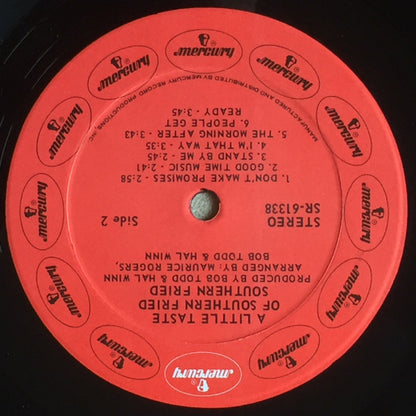 mercury
mercury
mercury
mercury
mercury
mercury
mercury
mercury
mercury
mercury
mercury
mercury
A LITTLE TASTE
OF SOUTHERN FRIED
SOUTHERN FRIED
PRODUCED BY BOB TODD & HAL WINN
ARRANGED BY: MAURICE ROGERS,
BOB TODD & HAL WINN
STEREO
SR-61338
Side 2
1. DON'T MAKE PROMISES - 2:58
2. GOOD TIME MUSIC - 2:41
3. STAND BY ME - 2:45
4. I'M THAT WAY - 3:35
5. THE MORNING AFTER - 3:43
6. PEOPLE GET
READY - 3:45
MANUFACTURED AND DISTRIBUTED BY MERCURY RECORD PRODUCTIONS, INC.